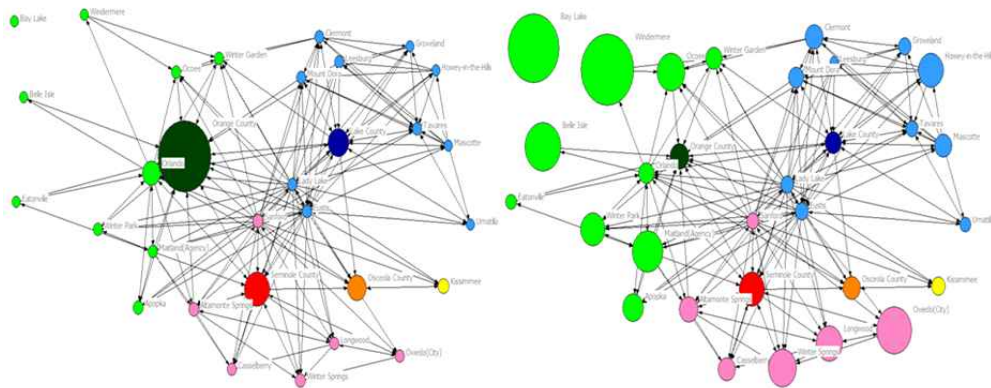 Bay Lake
Windermere
Winter Garden
Ocoee
Clermont
Groveland
Leesburg
Howey-in-the-Hills
Mount Dora
Belle Isle
Orange County
Lake County
Tavares
Mascotte
Orlando
Lady Lake
Eustis
Eatonville
Sanford
Umatilla
Winter Park
Maitland(Agency)
Seminole County
Osceola County
Kissimmee
Apopka
Altamonte Springs
Longwood
Casselberry
Winter Springs
Oviedo(City)
Bay Lake
Windermere
Ocoee
Winter Garden
Clermont
Groveland
Leesburg
Howey-in-the-Hills
Mount Dora
Belle Isle
Orange County
Lake County
Tavares
Mascotte
Lady Lake
Eatonville
Winter Park
Sanford
Maitland(Agency)
Seminole County
Osceola County
Kissimmee
Apopka
Altamonte Springs
Longwood
Oviedo(City)
Winter Springs